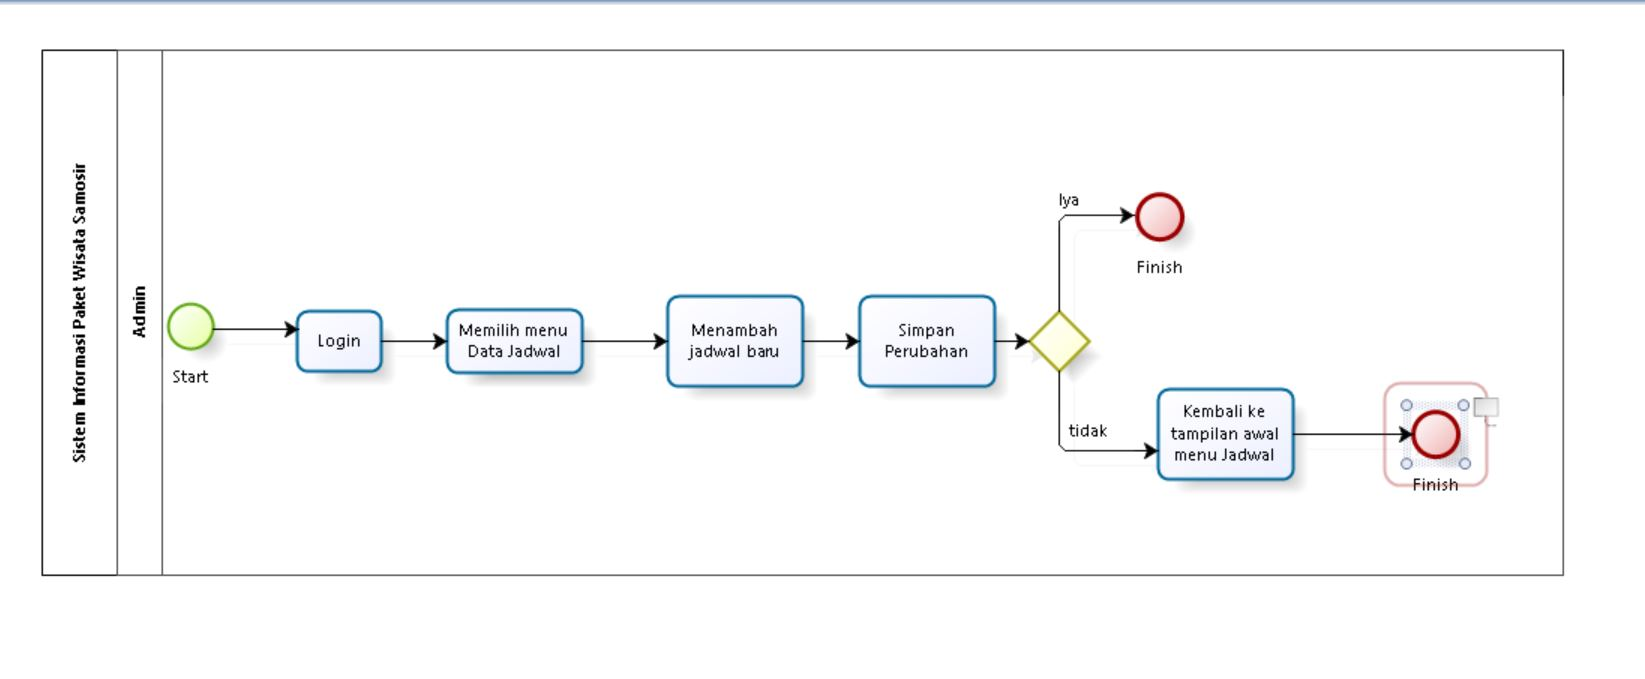 Sistem Informasi Paket Wisata Samosir
Admin
Start
Login
Memilih menu
Data Jadwal
Menambah
jadwal baru
Simpan
Perubahan
Iya
Finish
tidak
Kembali ke
tampilan awal
menu Jadwal
Finish